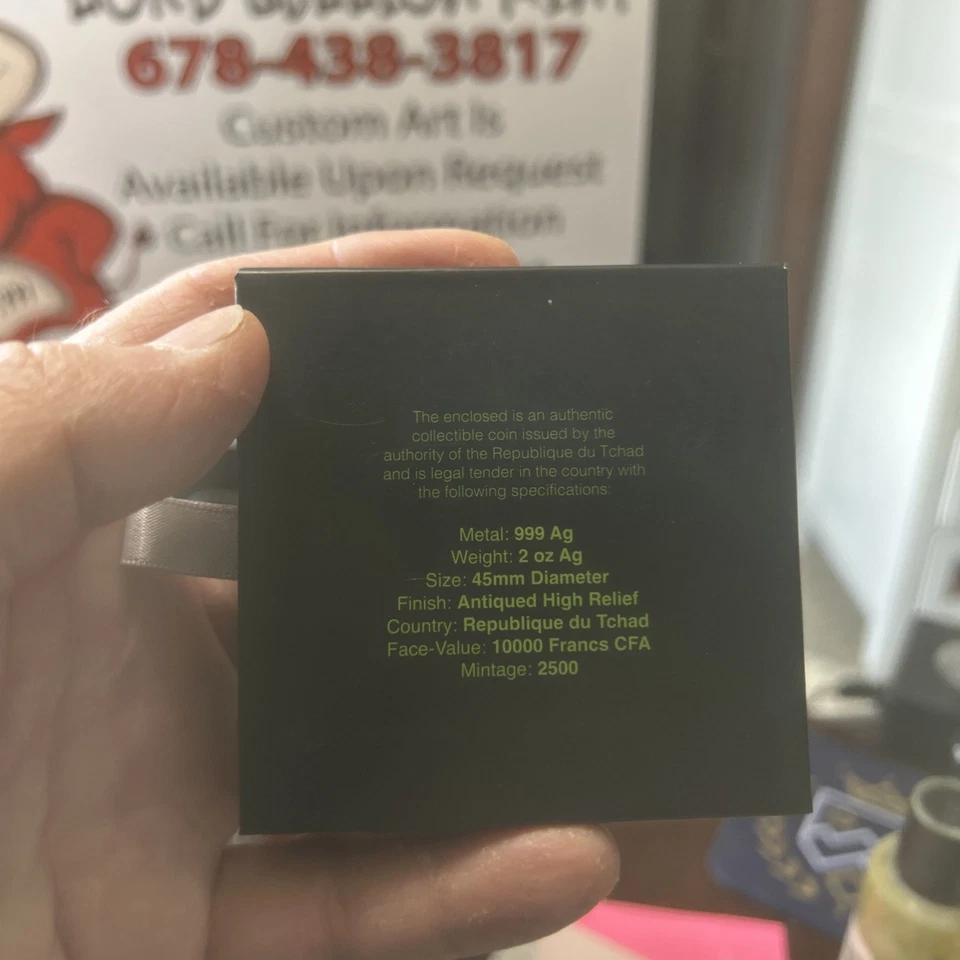 678-438-3817
Custom Art Is
Available Upon Request
Call For Information
The enclosed is an authentic
collectible coin issued by the
authority of the Republique du Tchad
and is legal tender in the country with
the following specifications:
Metal: 999 Ag
Weight: 2 oz Ag
Size: 45mm Diameter
Finish: Antiqued High Relief
Country: Republique du Tchad
Face-Value: 10000 Francs CFA
Mintage: 2500